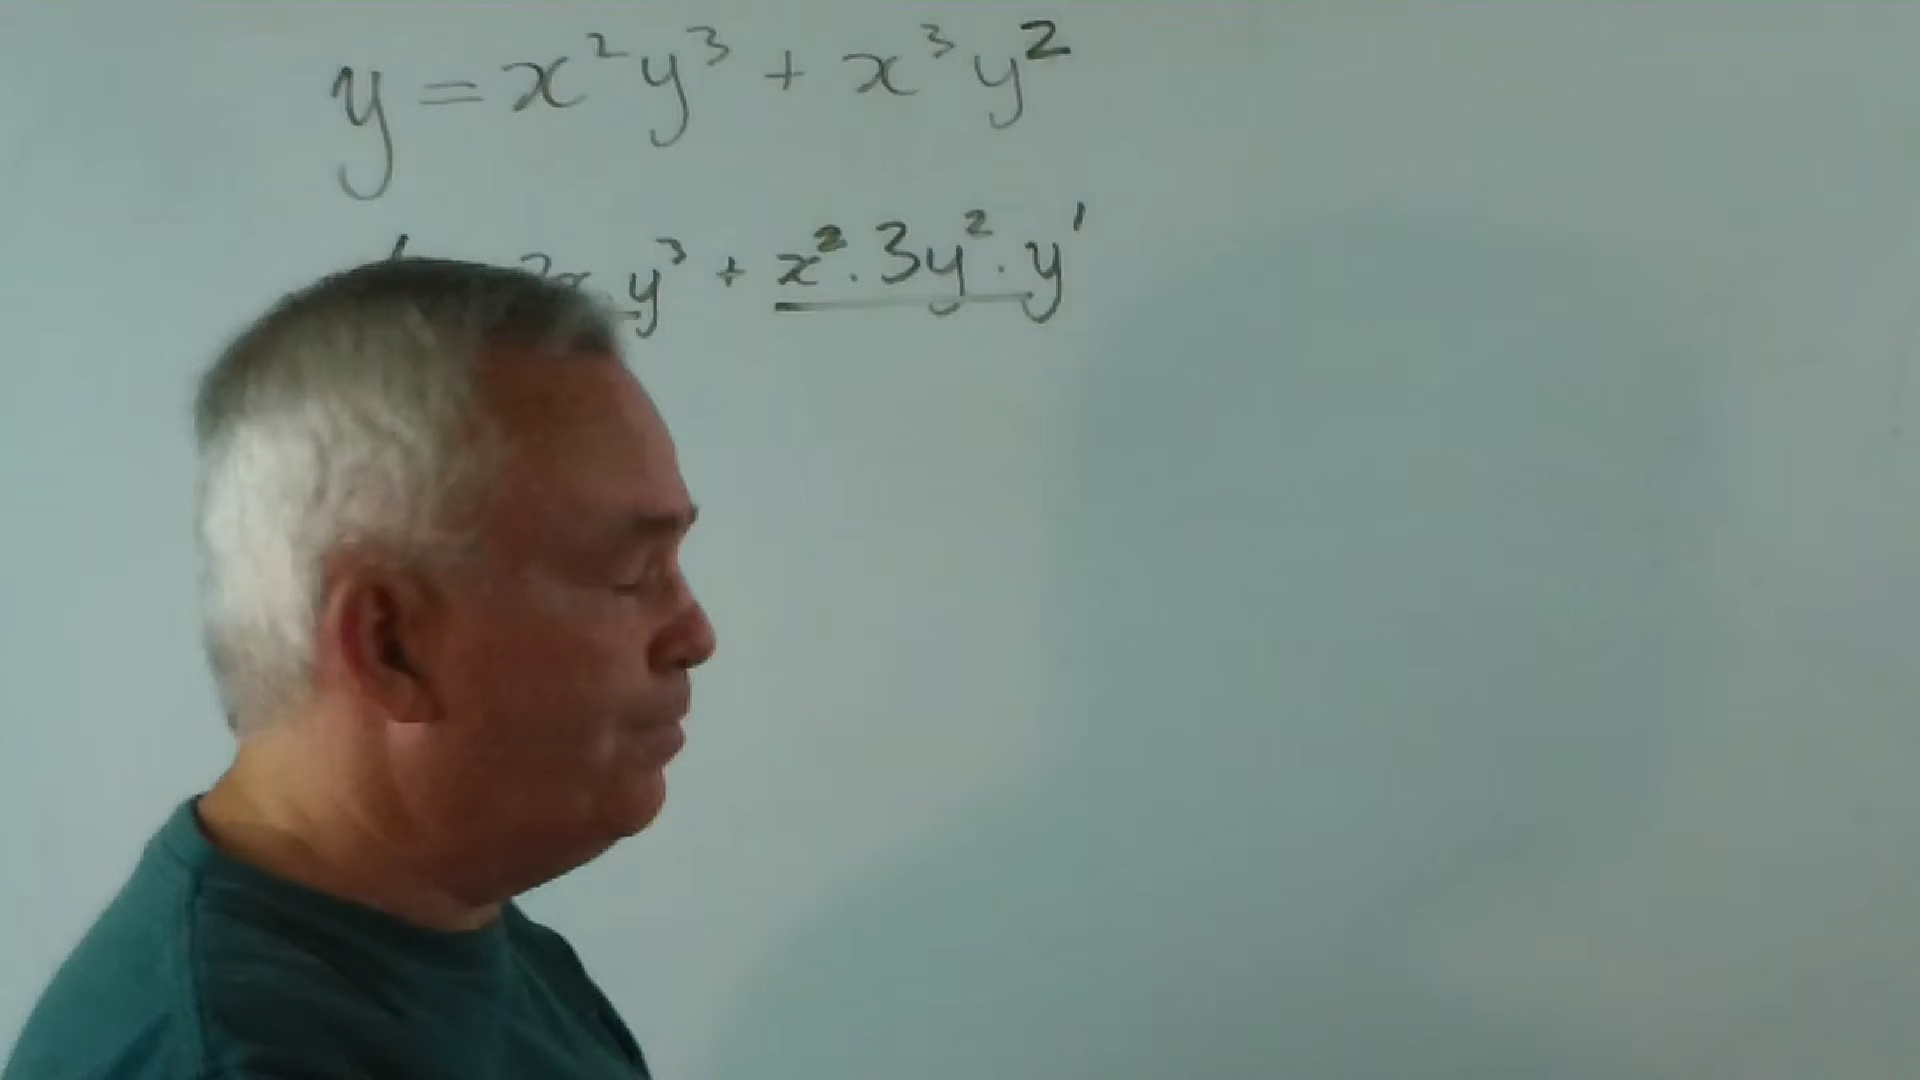 y = x²y³ + x³y²
y³ + x².3y².y'